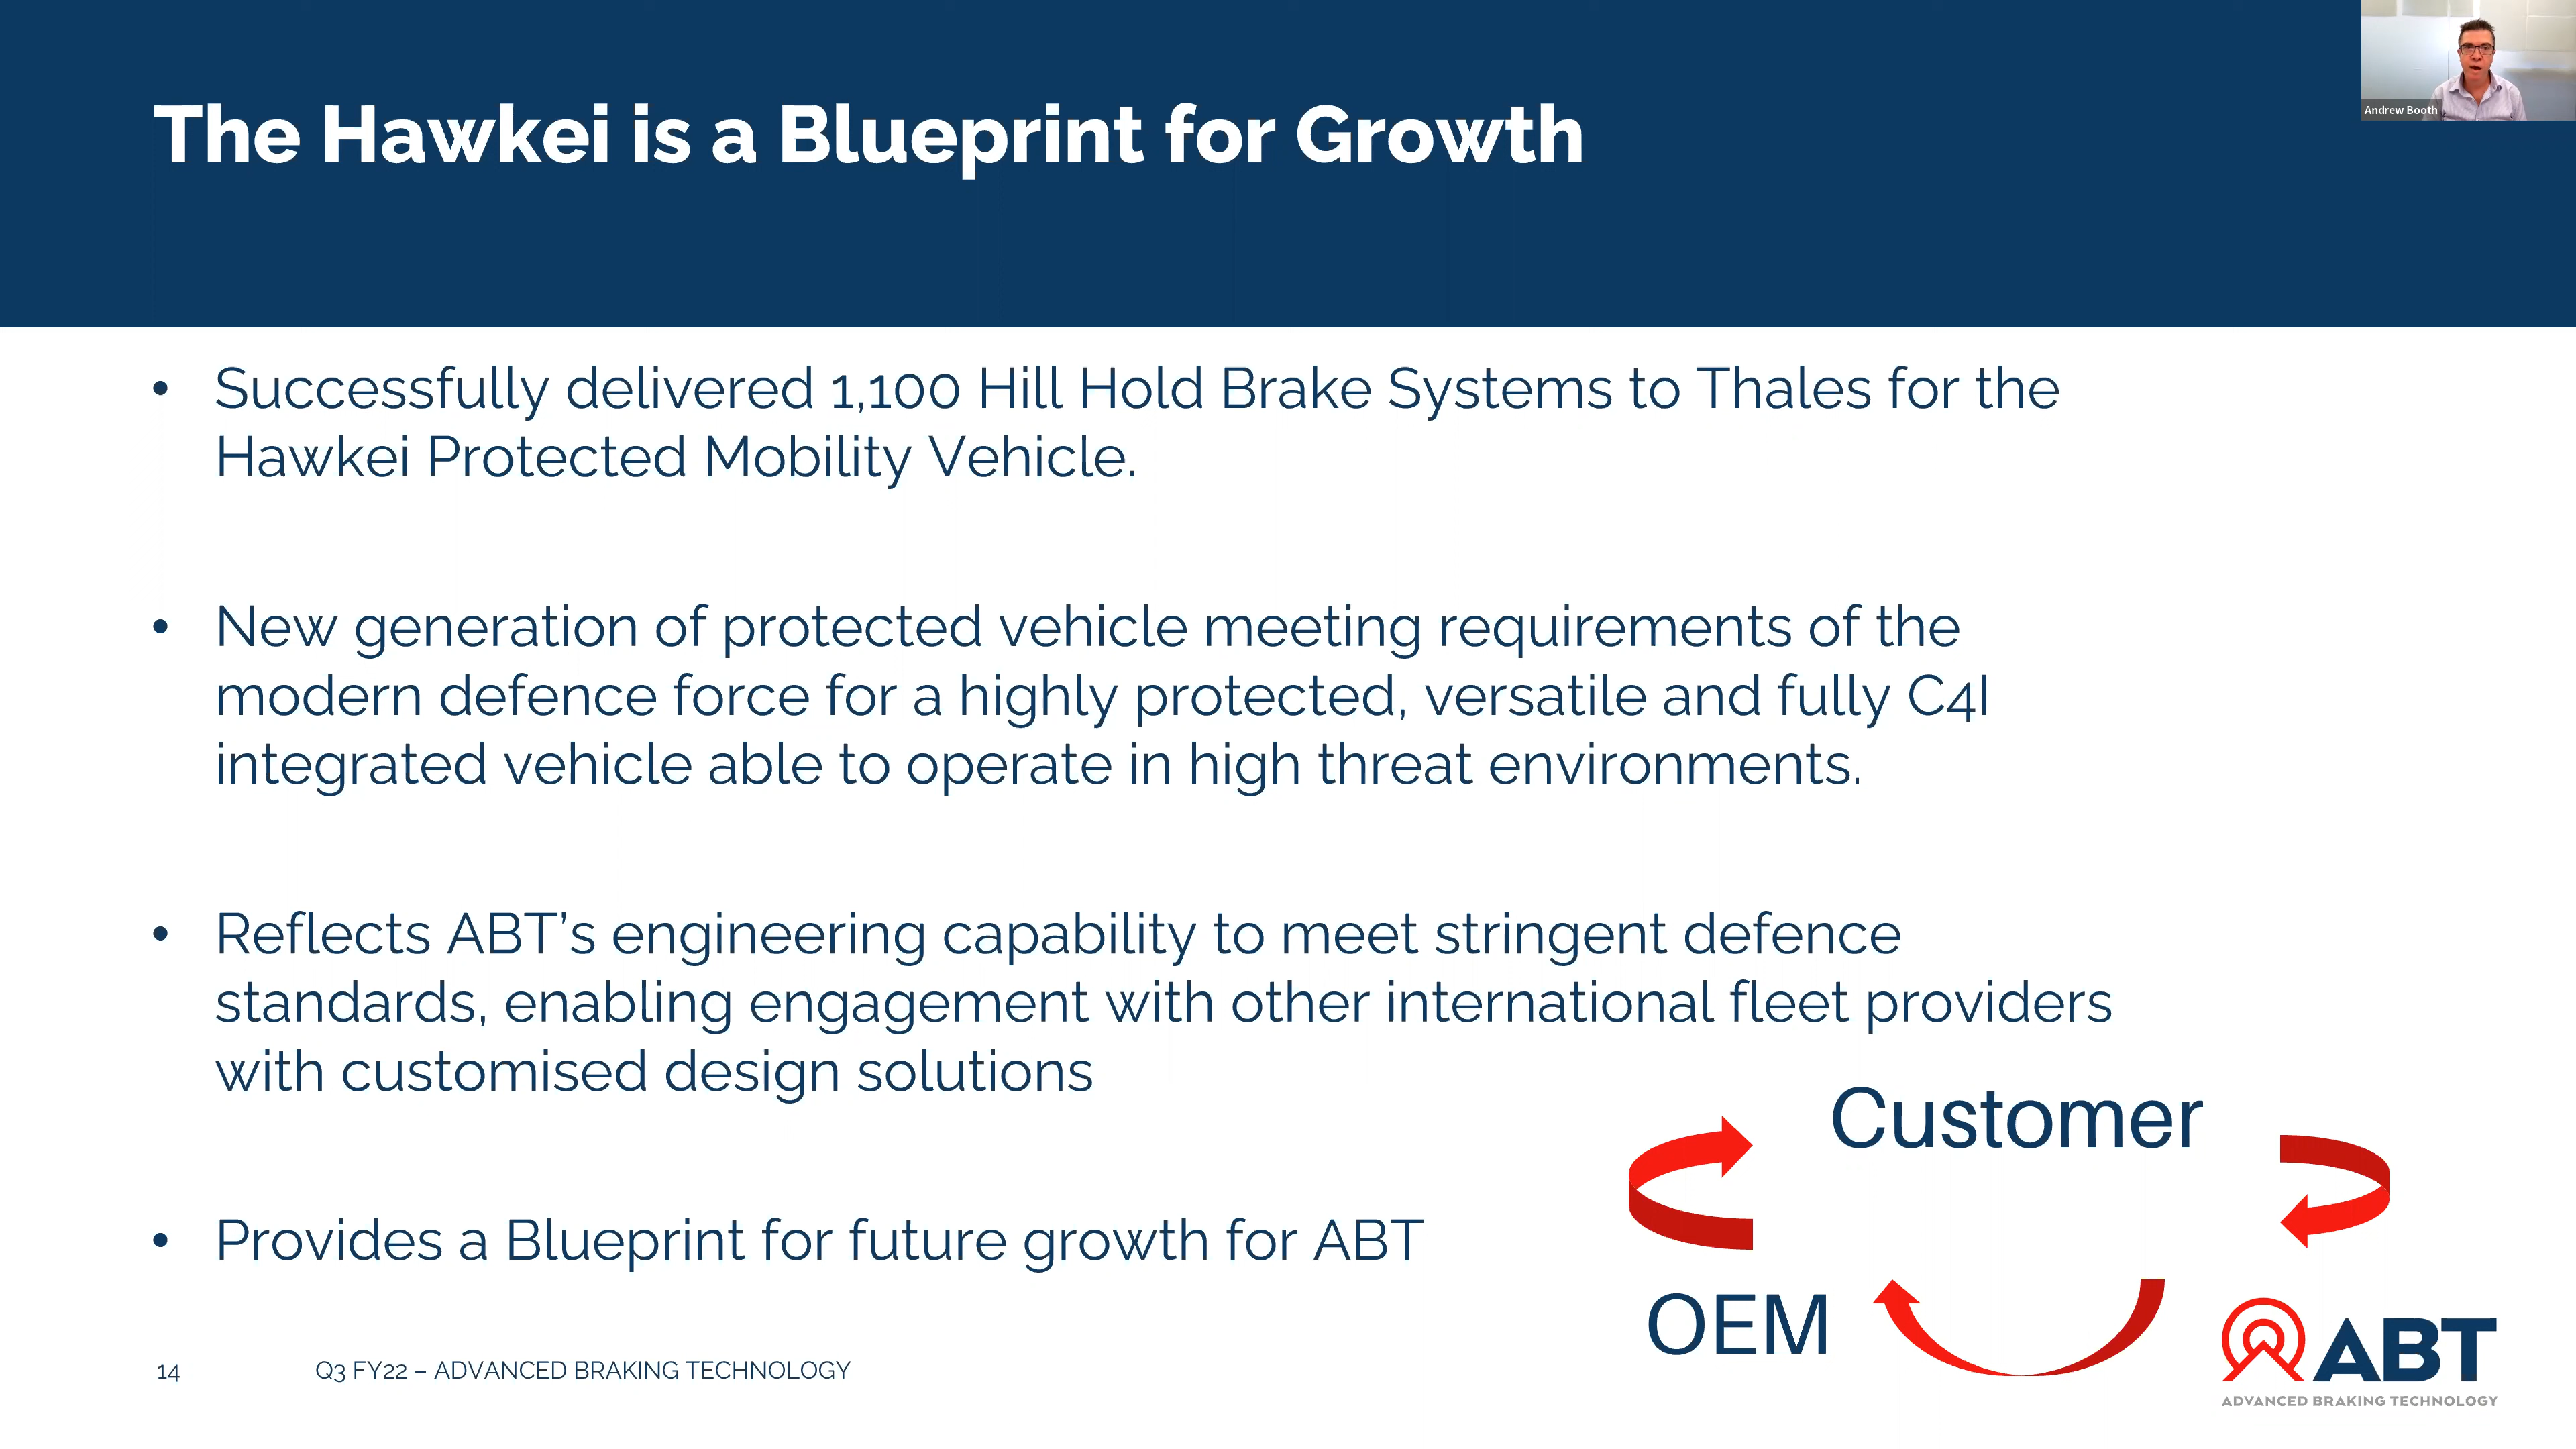 The Hawkei is a Blueprint for Growth
Andrew Booth
• Successfully delivered 1,100 Hill Hold Brake Systems to Thales for the
Hawkei Protected Mobility Vehicle.
• New generation of protected vehicle meeting requirements of the
modern defence force for a highly protected, versatile and fully C4I
integrated vehicle able to operate in high threat environments.
• Reflects ABT’s engineering capability to meet stringent defence
standards, enabling engagement with other international fleet providers
with customised design solutions
• Provides a Blueprint for future growth for ABT
Customer
OEM
ABT
ADVANCED BRAKING TECHNOLOGY
14
Q3 FY22 – ADVANCED BRAKING TECHNOLOGY